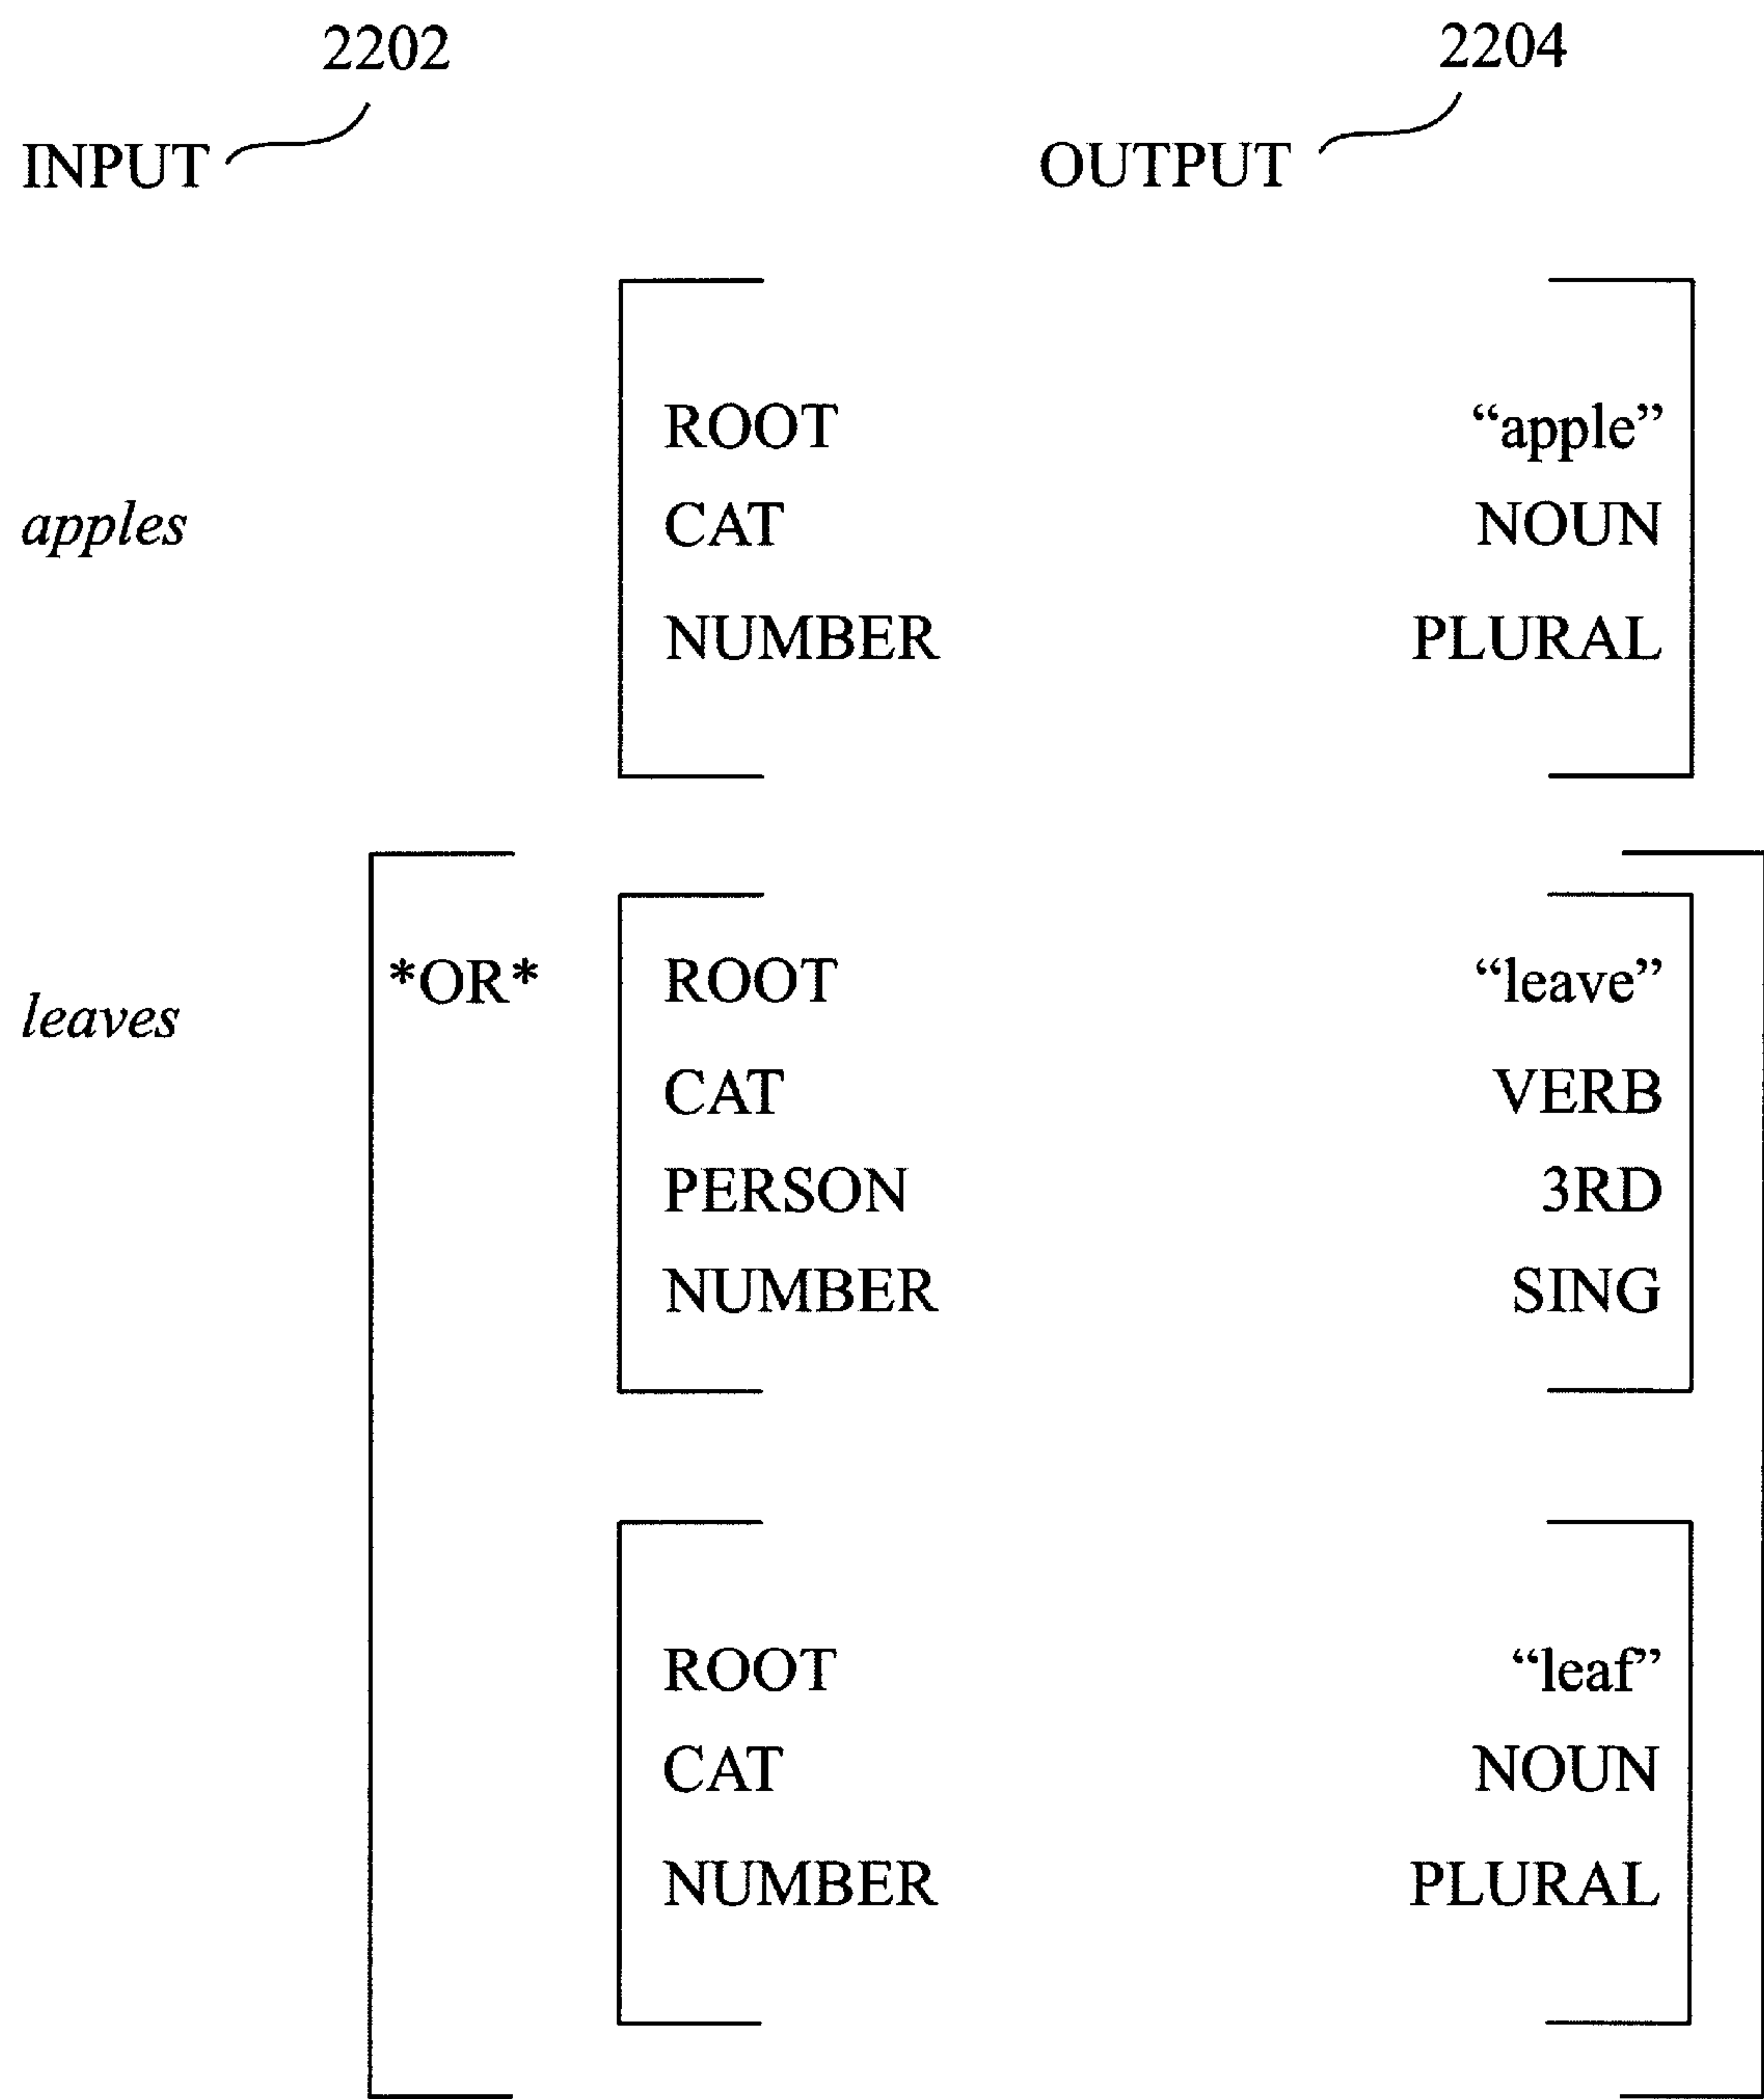 2202 2204
INPUT OUTPUT
ROOT “apple”
apples CAT NOUN
NUMBER PLURAL
*OR* ROOT “leave”
leaves
CAT VERB
PERSON 3RD
NUMBER SING
ROOT “leaf”
CAT NOUN
NUMBER PLURAL